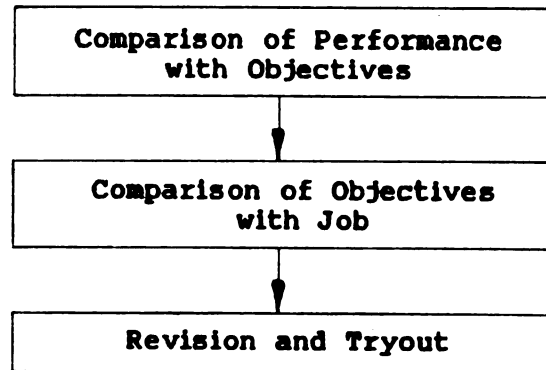 Comparison of Performance
with Objectives
Comparison of Objectives
with Job
Revision and Tryout